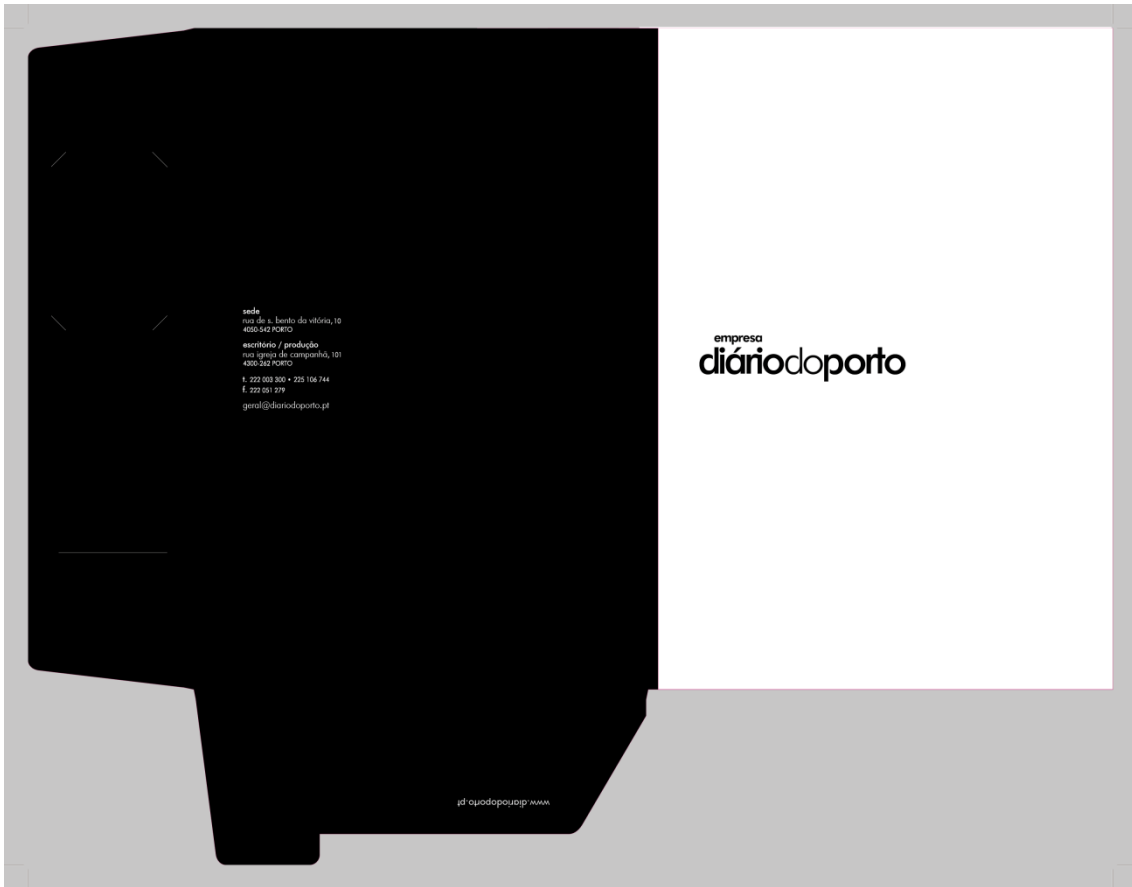 sede
rua de s. bento da vitória, 10
4050-542 PORTO
escritório / produção
rua igreja de campanhã, 101
4300-262 PORTO
t. 222 003 300 • 225 106 744
f. 222 051 279
geral@diariodoporto.pt
empresa
diáriodoporto
www.diariodoporto.pt